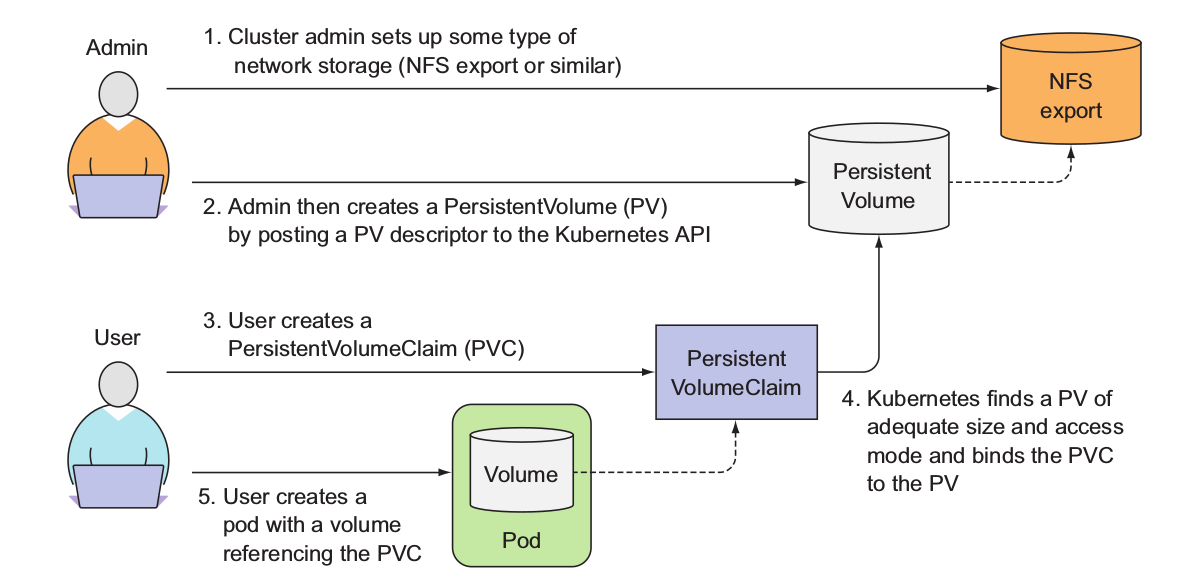 Admin
1. Cluster admin sets up some type of
network storage (NFS export or similar)
NFS
export
Persistent
Volume
2. Admin then creates a PersistentVolume (PV)
by posting a PV descriptor to the Kubernetes API
User
3. User creates a
PersistentVolumeClaim (PVC)
Persistent
VolumeClaim
4. Kubernetes finds a PV of
adequate size and access
mode and binds the PVC
to the PV
Volume
Pod
5. User creates a
pod with a volume
referencing the PVC